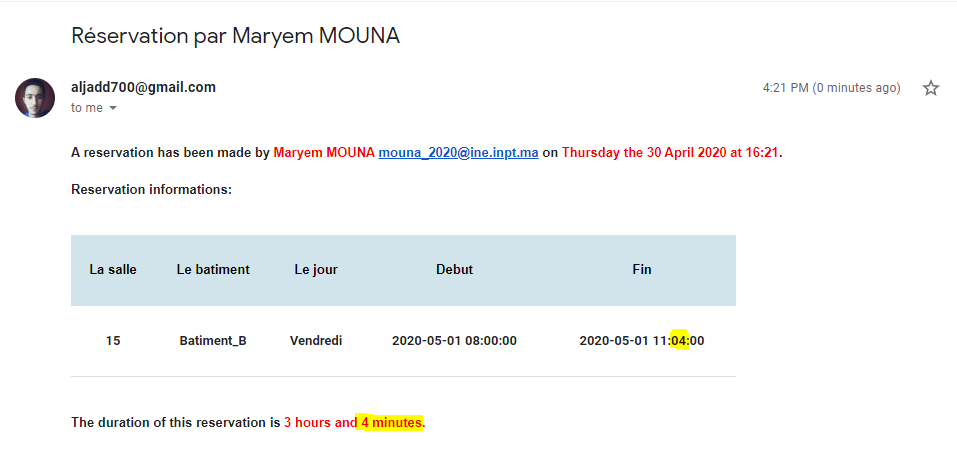 Réservation par Maryem MOUNA
aljadd700@gmail.com 4:21 PM (0 minutes ago)
to me
A reservation has been made by Maryem MOUNA mouna_2020@ine.inpt.ma on Thursday the 30 April 2020 at 16:21.
Reservation informations:
La salle Le batiment Le jour Debut Fin
15 Batiment_B Vendredi 2020-05-01 08:00:00 2020-05-01 11:04:00
The duration of this reservation is 3 hours and 4 minutes.